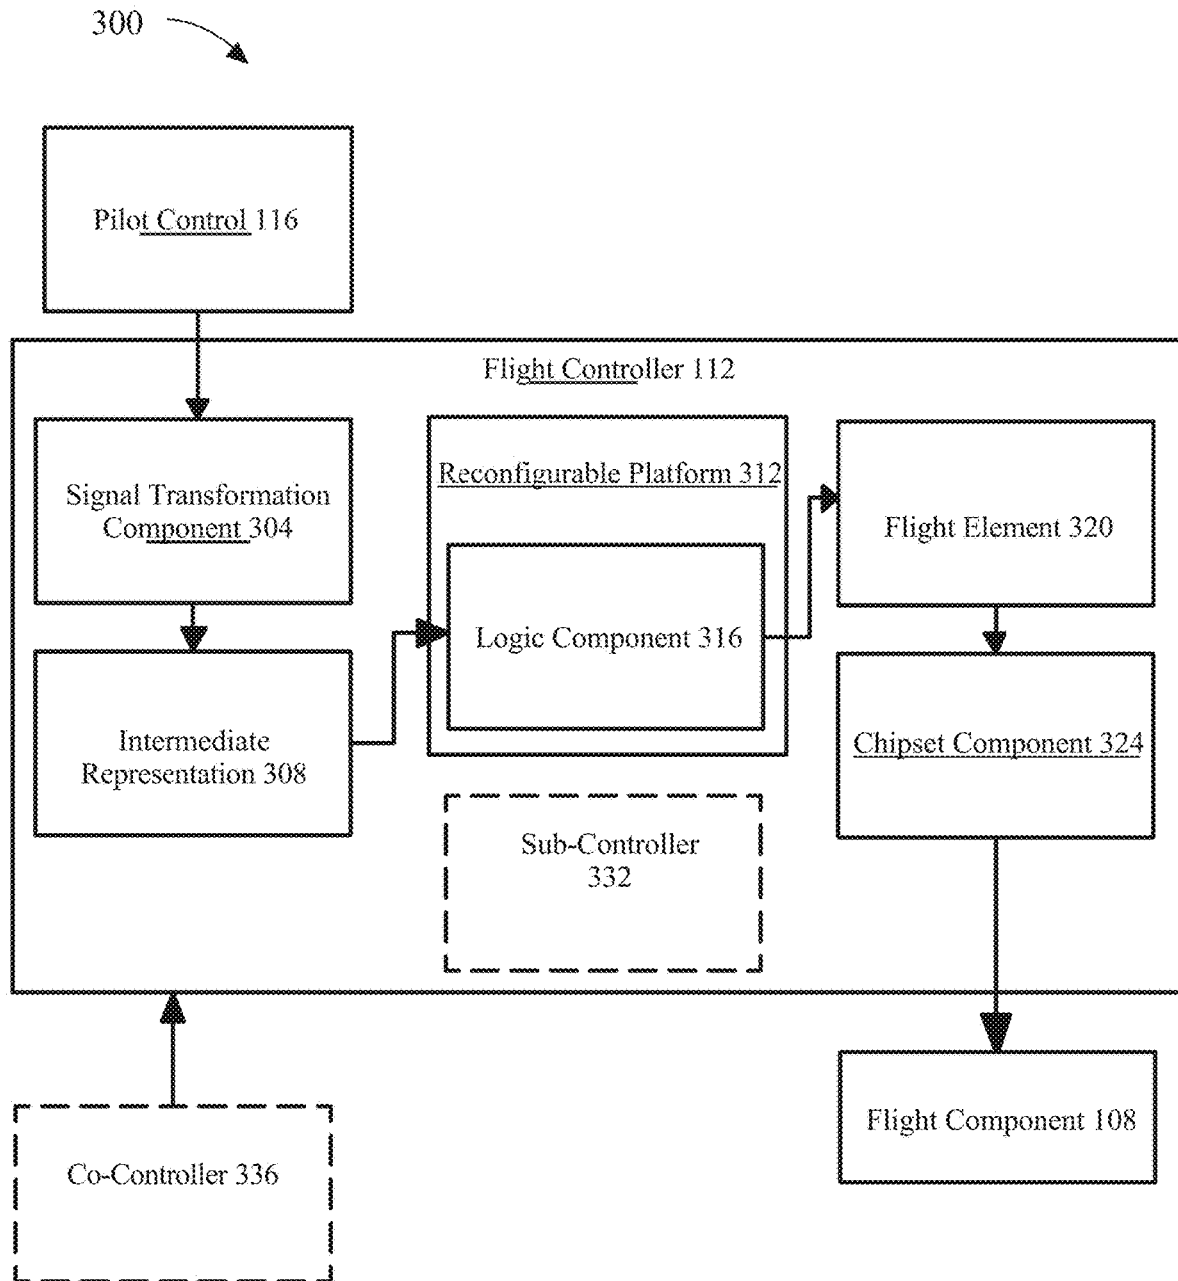 300
Pilot Control 116
Flight Controller 112
Signal Transformation
Component 304
Reconfigurable Platform 312
Flight Element 320
Logic Component 316
Intermediate
Representation 308
Chipset Component 324
Sub-Controller
332
Flight Component 108
Co-Controller 336